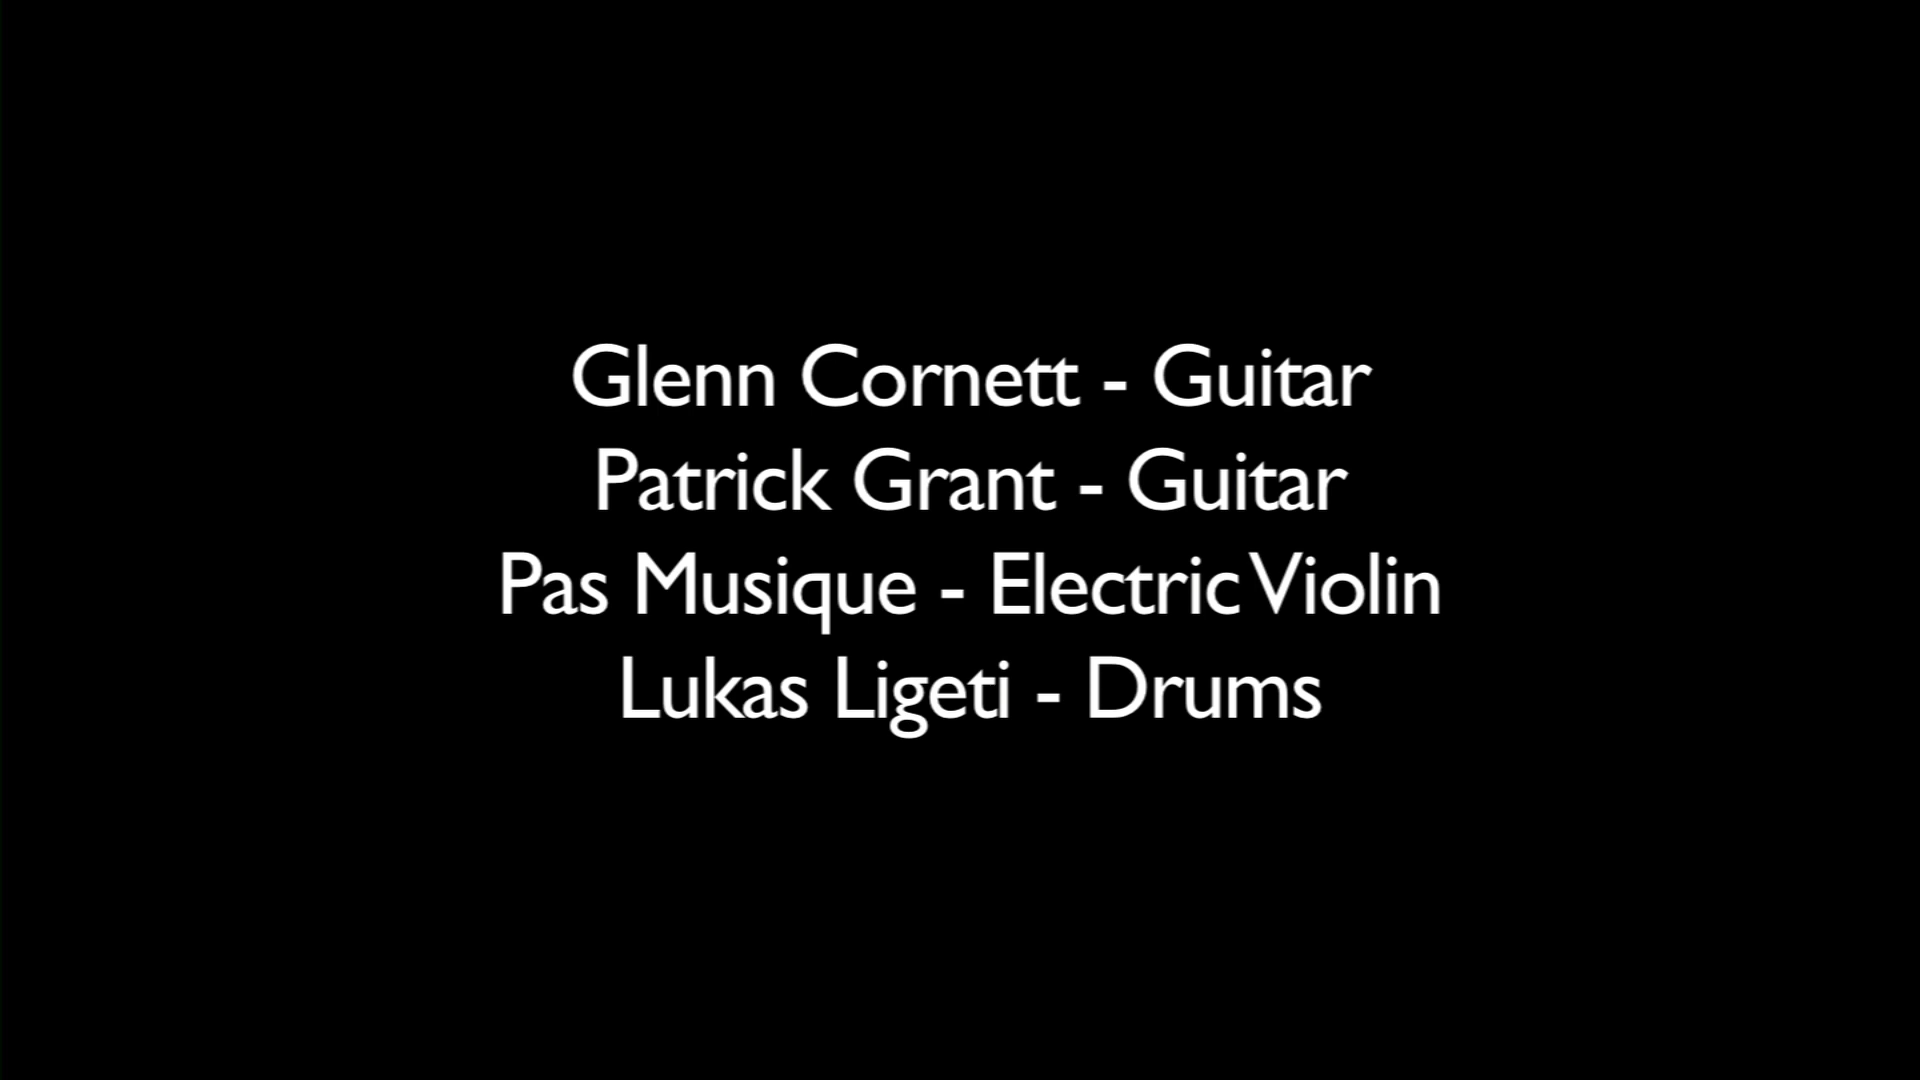 Glenn Cornett - Guitar
Patrick Grant - Guitar
Pas Musique - Electric Violin
Lukas Ligeti - Drums